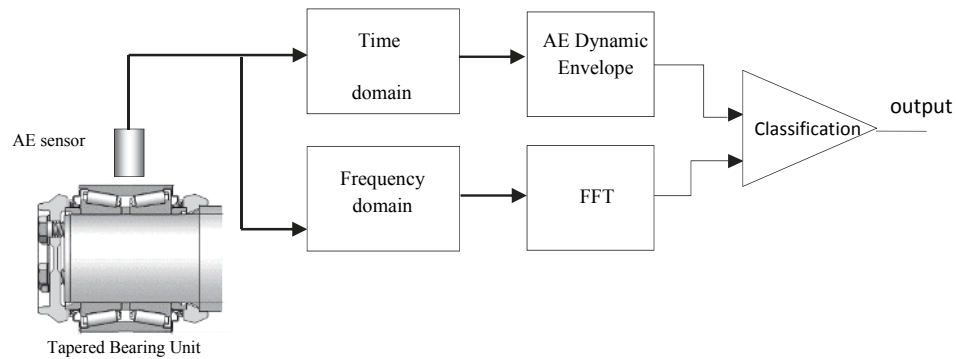 Time
domain
AE Dynamic
Envelope
output
Classification
AE sensor
Frequency
domain
FFT
Tapered Bearing Unit